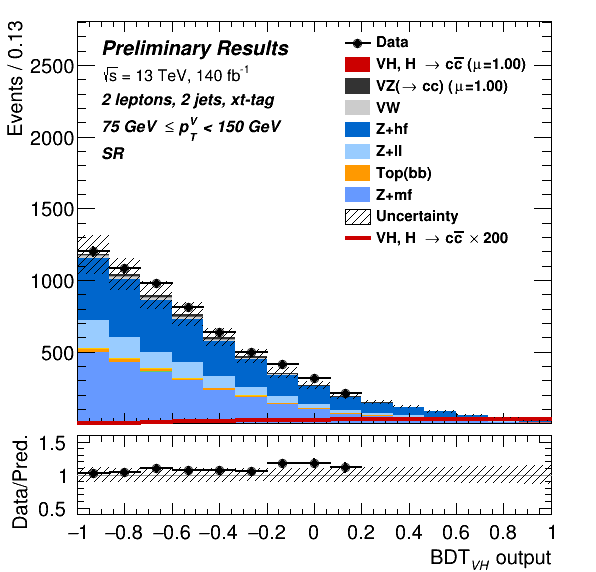 Events / 0.13
2500
2000
1500
1000
500
Preliminary Results
√s = 13 TeV, 140 fb⁻¹
2 leptons, 2 jets, xt-tag
75 GeV ≤ p_T^V < 150 GeV
SR
Data
VH, H → cc̅ (μ=1.00)
VZ(→ cc) (μ=1.00)
VW
Z+hf
Z+ll
Top(bb)
Z+mf
Uncertainty
VH, H → cc̅ × 200
Data/Pred.
1.5
1
0.5
−1 −0.8 −0.6 −0.4 −0.2 0 0.2 0.4 0.6 0.8 1
BDT_VH output